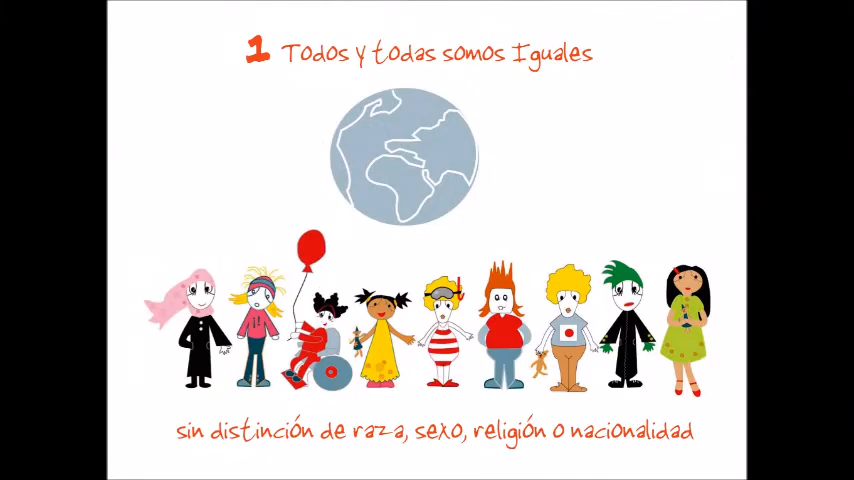 1 Todos y todas somos Iguales
sin distinción de raza, sexo, religión o nacionalidad